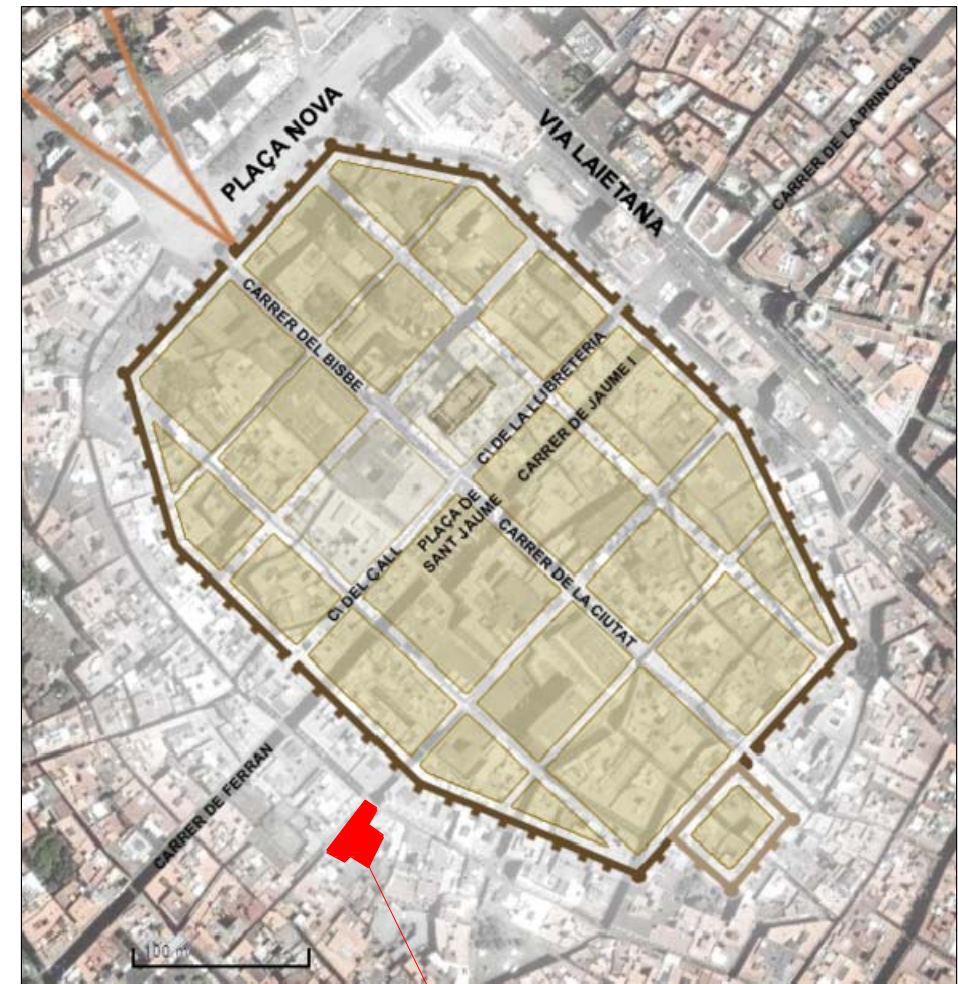 PLAÇA NOVA
VIA LAIETANA
CARRER DE LA PRINCESA
CARRER DEL BISBE
C\ DE LA LLIBRETERIA
CARRER DE JAUME I
PLAÇA DE
SANT JAUME
C\ DEL CALL
CARRER DE LA CIUTAT
CARRER DE FERRAN
100 m